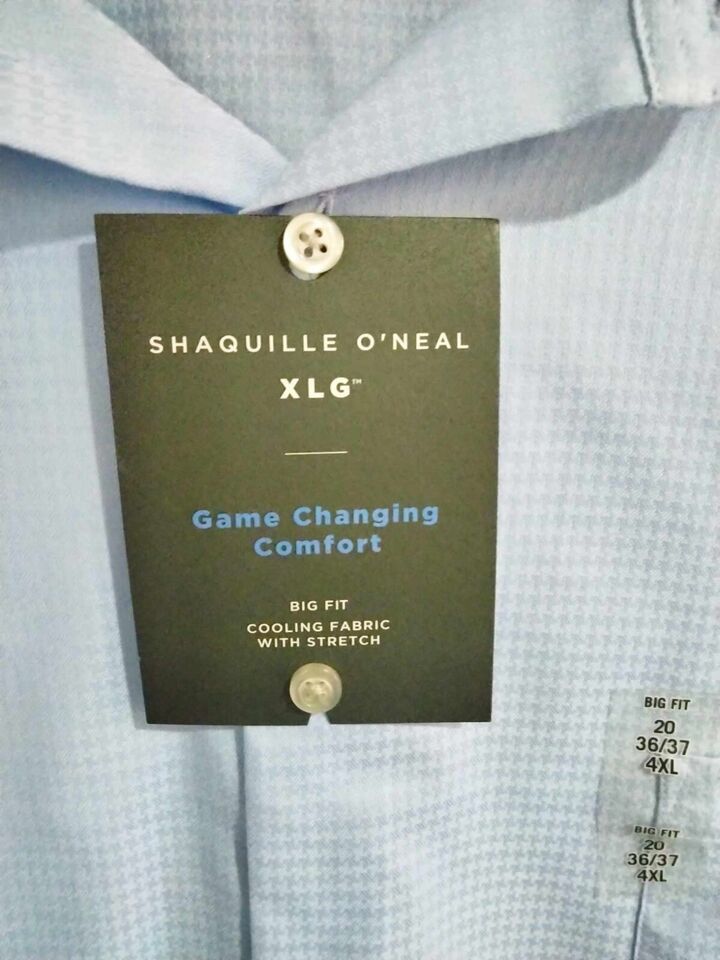 SHAQUILLE O'NEAL
XLG™
Game Changing
Comfort
BIG FIT
COOLING FABRIC
WITH STRETCH
BIG FIT
20
36/37
4XL
BIG FIT
20
36/37
4XL